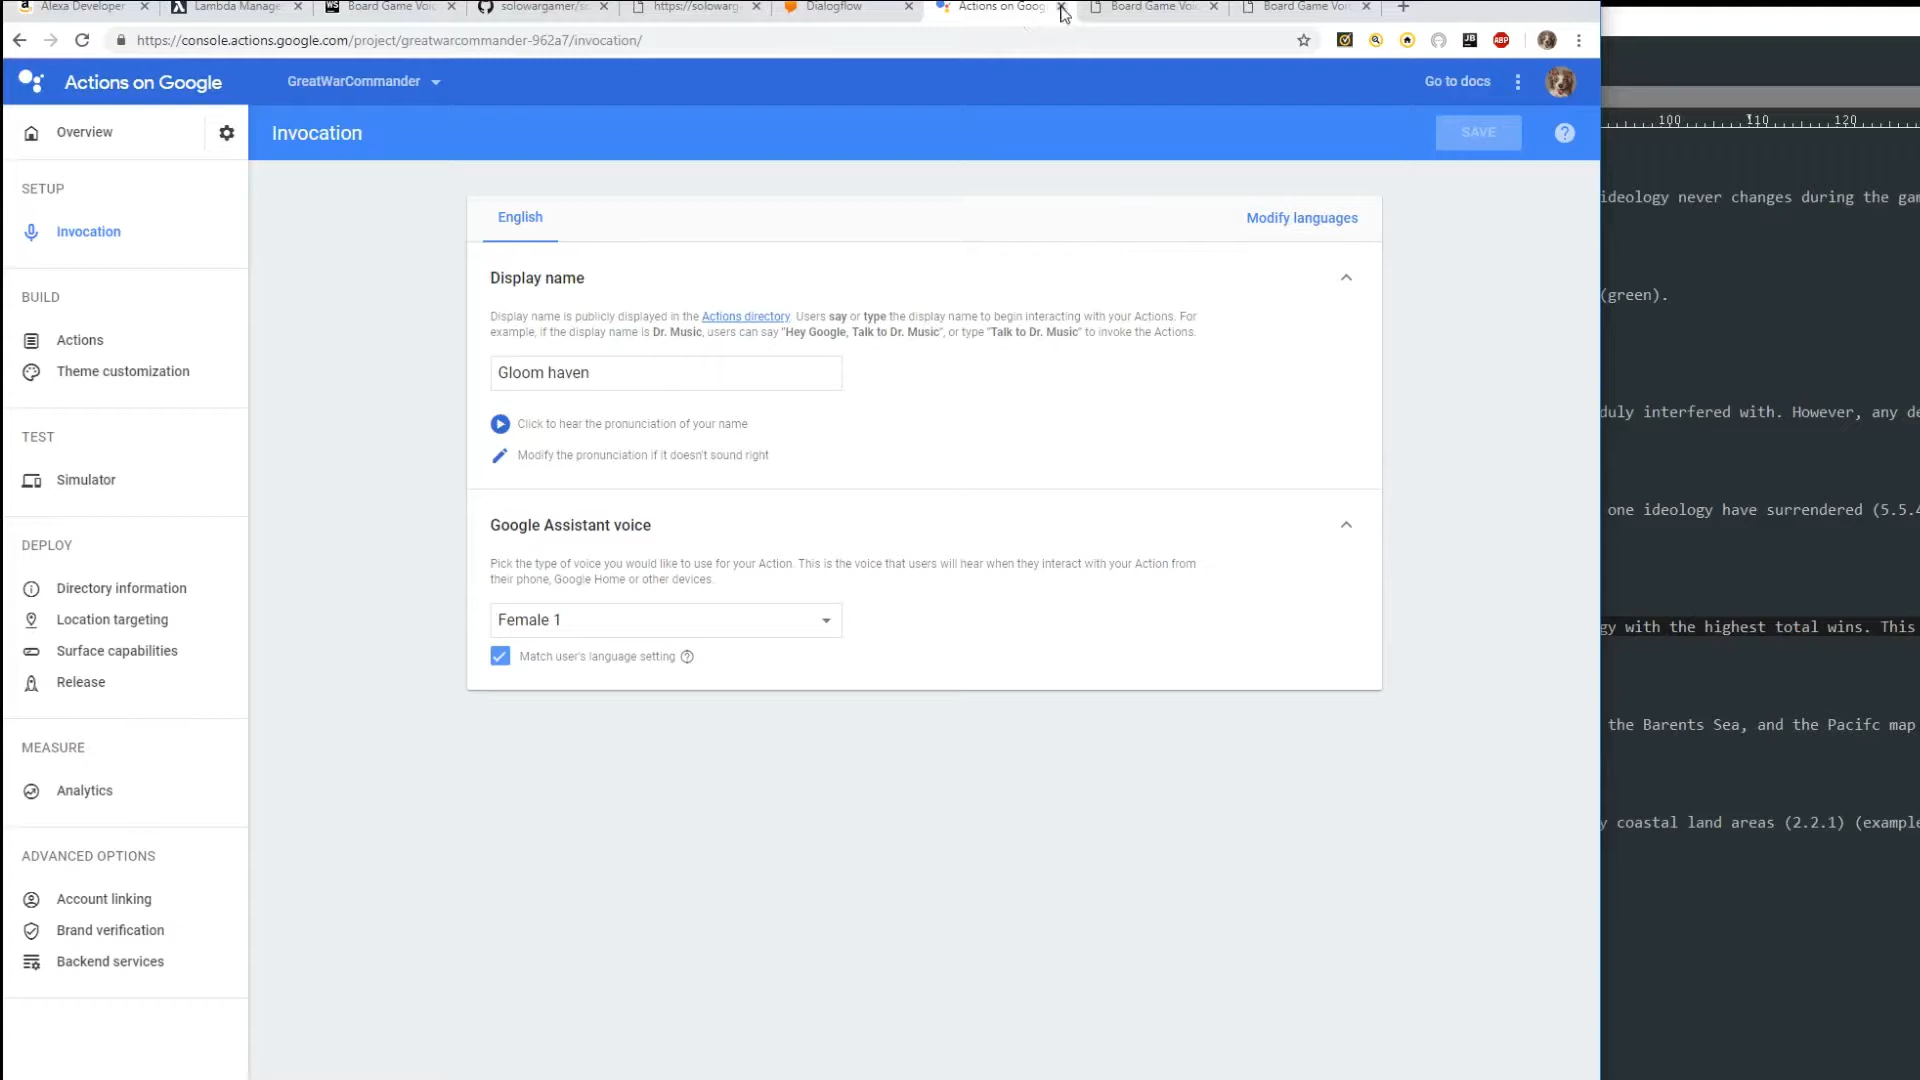 Alexa Developer
Lambda Manage
Board Game Voic
solowargamer/so
https://solowarg
Dialogflow
Actions on Goog
Board Game Voic
Board Game Voic
https://console.actions.google.com/project/greatwarcommander-962a7/invocation/
Actions on Google
GreatWarCommander
Go to docs
Overview
Invocation
SAVE
100 110 120
SETUP
Invocation
BUILD
Actions
Theme customization
TEST
Simulator
DEPLOY
Directory information
Location targeting
Surface capabilities
Release
MEASURE
Analytics
ADVANCED OPTIONS
Account linking
Brand verification
Backend services
English
Modify languages
Display name
Display name is publicly displayed in the Actions directory. Users say or type the display name to begin interacting with your Actions. For
example, if the display name is Dr. Music, users can say "Hey Google, Talk to Dr. Music", or type "Talk to Dr. Music" to invoke the Actions.
Gloom haven
Click to hear the pronunciation of your name
Modify the pronunciation if it doesn't sound right
Google Assistant voice
Pick the type of voice you would like to use for your Action. This is the voice that users will hear when they interact with your Action from
their phone, Google Home or other devices.
Female 1
Match user's language setting
ideology never changes during the gam
(green).
duly interfered with. However, any de
one ideology have surrendered (5.5.4
gy with the highest total wins. This
the Barents Sea, and the Pacifc map
y coastal land areas (2.2.1) (example